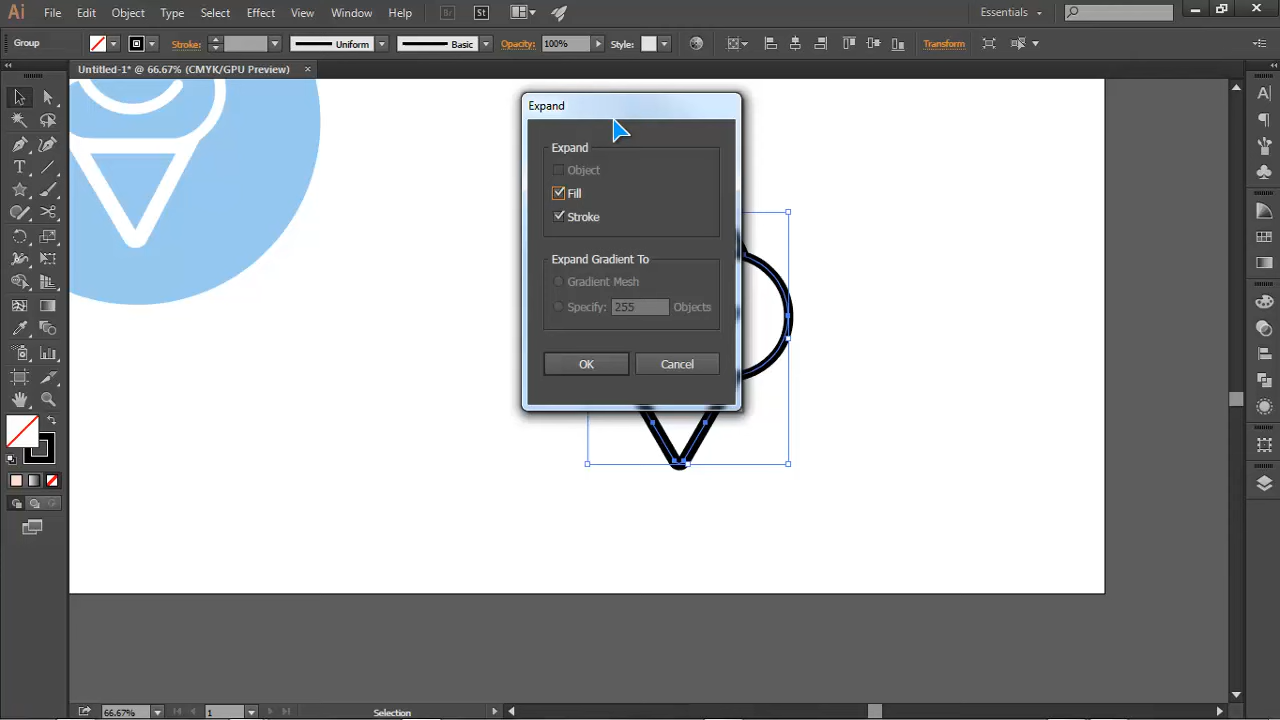 Ai File Edit Object Type Select Effect View Window Help Br St Essentials
Group Stroke: Uniform Basic Opacity: 100% Style: Transform
Untitled-1* @ 66.67% (CMYK/GPU Preview) ×
Expand
Expand
Object
Fill
Stroke
Expand Gradient To
Gradient Mesh
Specify: 255 Objects
OK Cancel
66.67% 1 Selection